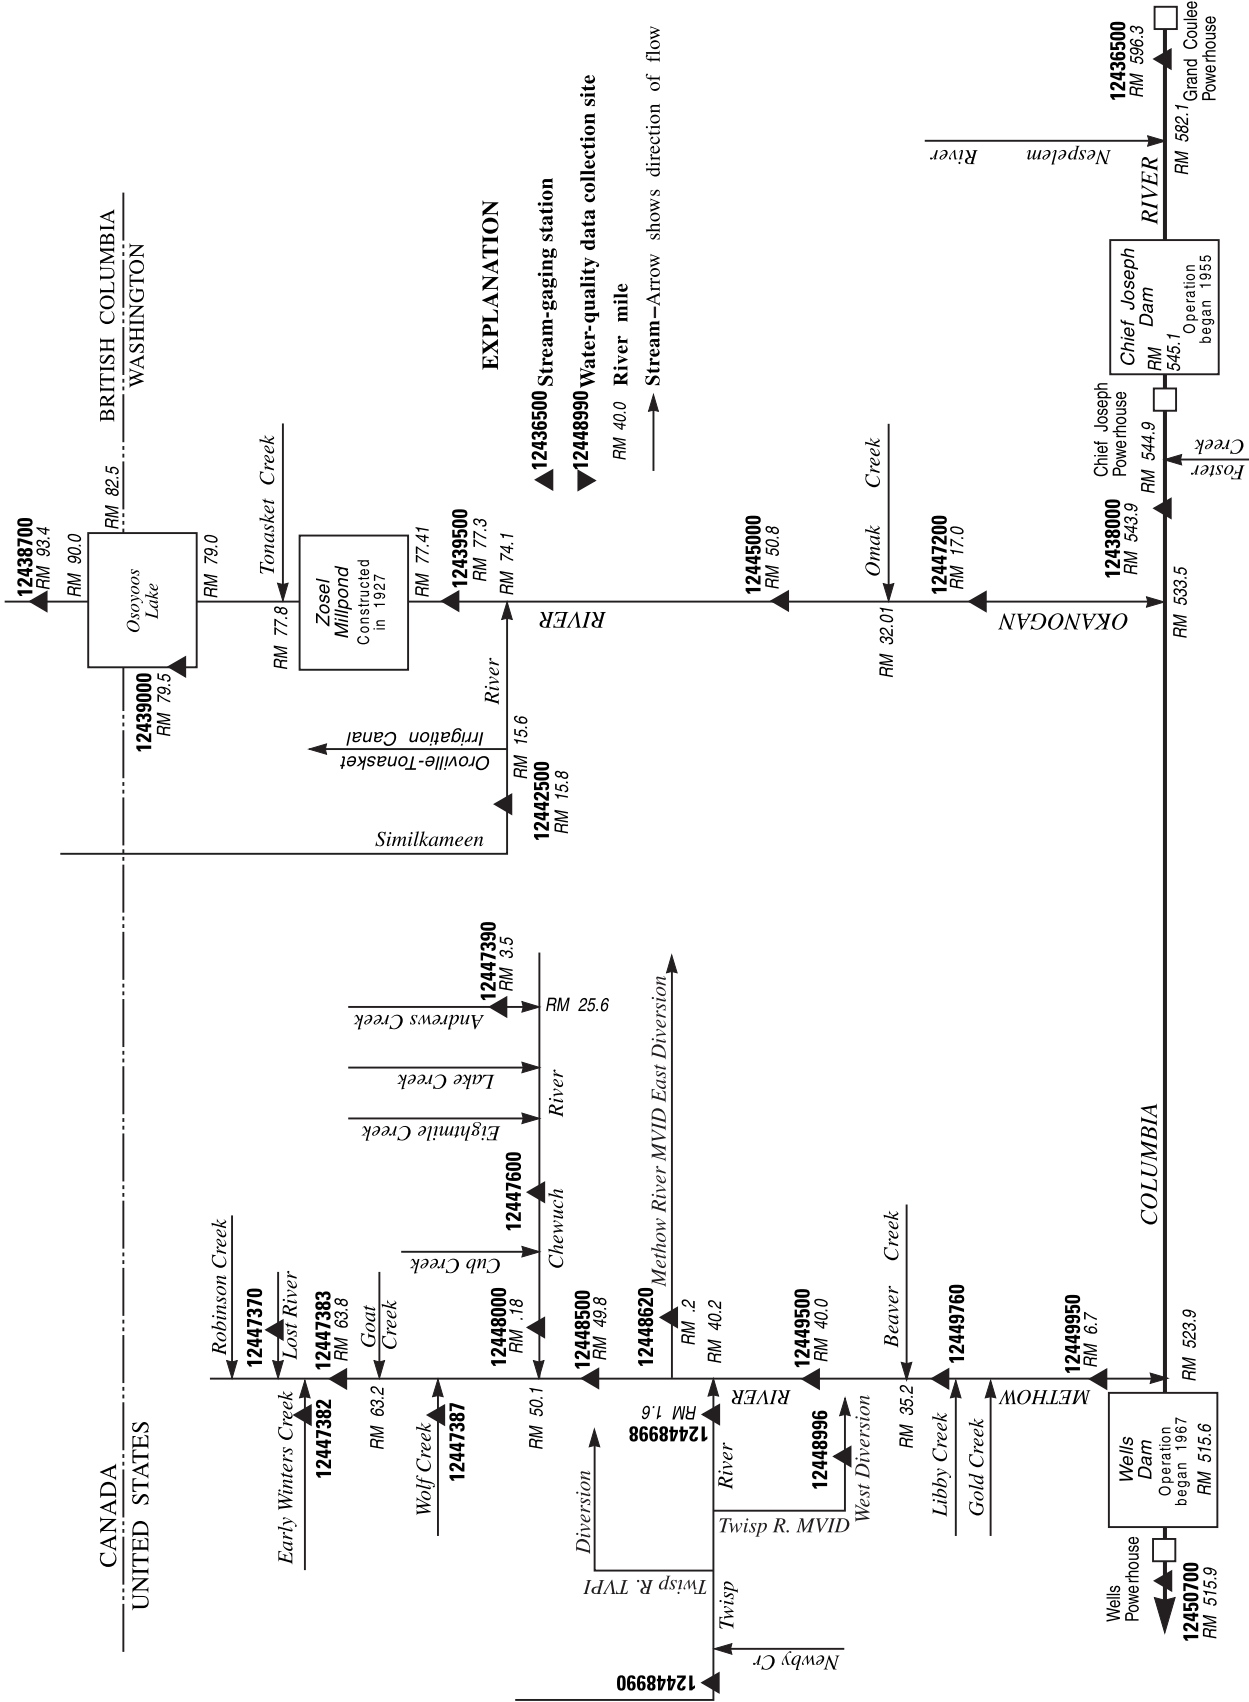 12438700
RM 93.4
RM 90.0
BRITISH COLUMBIA
WASHINGTON
CANADA
UNITED STATES
RM 82.5
Osoyoos
Lake
12439000
RM 79.5
RM 79.0
Tonasket Creek
RM 77.8
Zosel
Millpond
Constructed
in 1927
RM 77.41
12439500
RM 77.3
RM 74.1
Similkameen
River
12442500
RM 15.8
RM 15.6
Oroville-Tonasket
Irrigation Canal
RIVER
12445000
RM 50.8
Omak Creek
RM 32.01
12447200
RM 17.0
OKANOGAN
RM 533.5
EXPLANATION
12436500 Stream-gaging station
12448990 Water-quality data collection site
RM 40.0 River mile
Stream–Arrow shows direction of flow
12436500
RM 596.3
Grand Coulee
Powerhouse
Nespelem River
RM 582.1
RIVER
Chief Joseph
Dam
RM
545.1
Operation
began 1955
Chief Joseph
Powerhouse
RM 544.9
Foster
Creek
12438000
RM 543.9
COLUMBIA
Robinson Creek
12447370
Lost River
Early Winters Creek
12447382
12447383
RM 63.8
Goat
Creek
RM 63.2
Wolf Creek
12447387
12447390
RM 3.5
Andrews Creek
RM 25.6
Lake Creek
Eightmile Creek
12447600
Cub Creek
Chewuch
River
12448000
RM .18
RM 50.1
12448500
RM 49.8
12448620
RM .2
Methow River MVID East Diversion
RM 40.2
12448998
RM 1.6
Twisp
River
Twisp R. TVPI
Diversion
Twisp R. MVID
West Diversion
12448996
Newby Cr
12448990
RIVER
12449500
RM 40.0
Beaver Creek
RM 35.2
12449760
Libby Creek
Gold Creek
METHOW
12449950
RM 6.7
RM 523.9
Wells
Dam
Operation
began 1967
RM 515.6
Wells
Powerhouse
12450700
RM 515.9